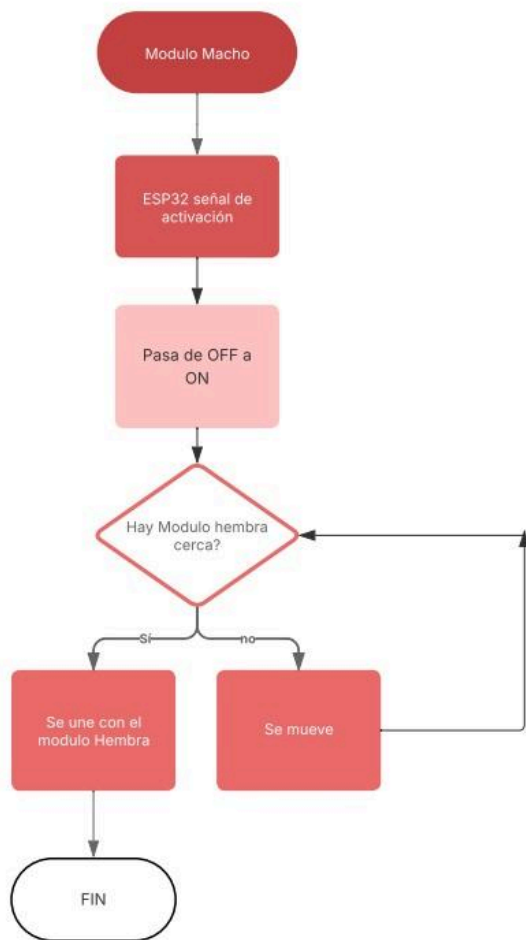 Modulo Macho
ESP32 señal de
activación
Pasa de OFF a
ON
Hay Modulo hembra
cerca?
Sí
no
Se une con el
modulo Hembra
Se mueve
FIN